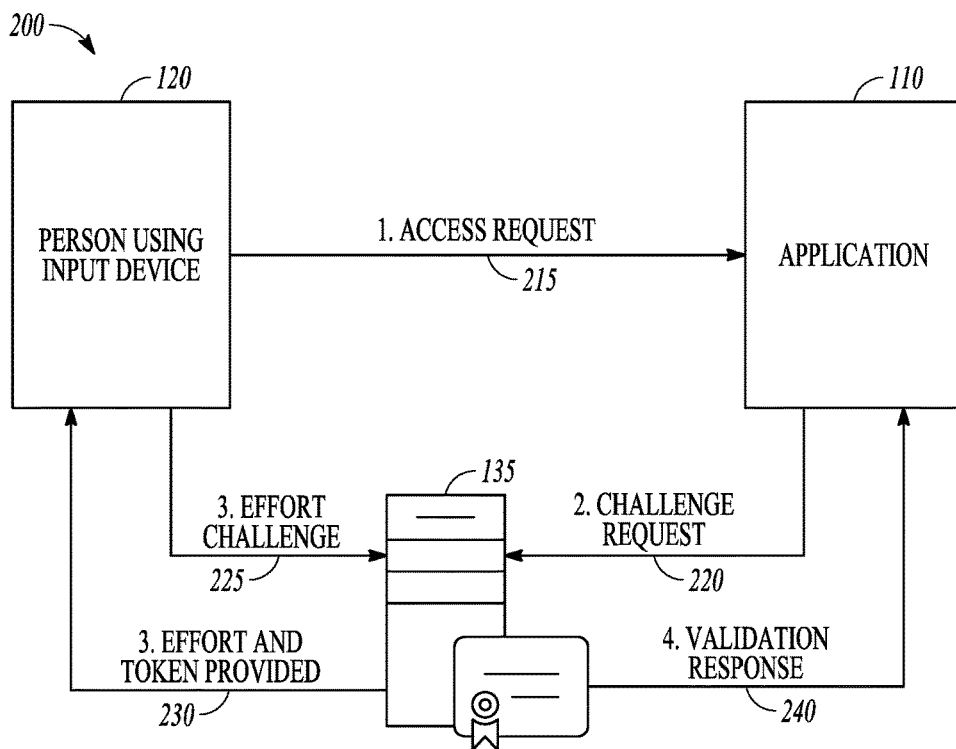 200
120
110
PERSON USING
INPUT DEVICE
1. ACCESS REQUEST
215
APPLICATION
135
3. EFFORT
CHALLENGE
225
2. CHALLENGE
REQUEST
220
3. EFFORT AND
TOKEN PROVIDED
230
4. VALIDATION
RESPONSE
240